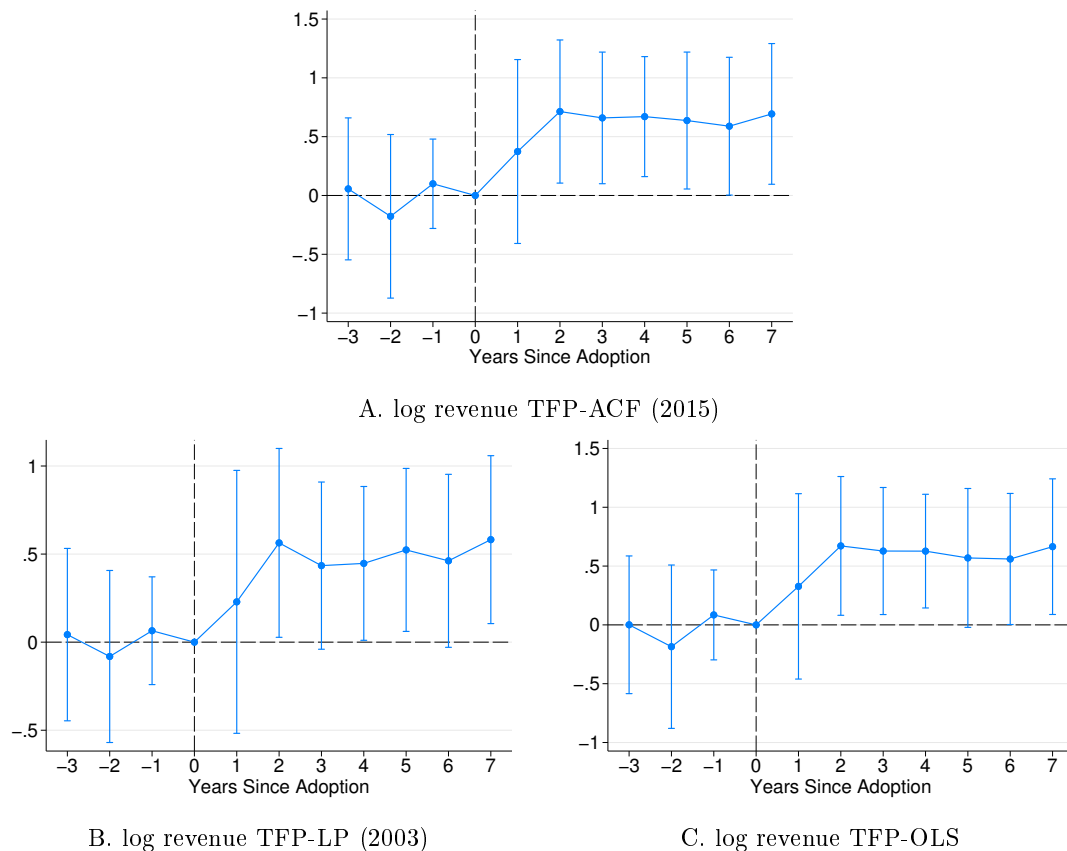 1.5
1
.5
0
−.5
−1
−3 −2 −1 0 1 2 3 4 5 6 7
Years Since Adoption
A. log revenue TFP-ACF (2015)
1
.5
0
−.5
−3 −2 −1 0 1 2 3 4 5 6 7
Years Since Adoption
B. log revenue TFP-LP (2003)
1.5
1
.5
0
−.5
−1
−3 −2 −1 0 1 2 3 4 5 6 7
Years Since Adoption
C. log revenue TFP-OLS